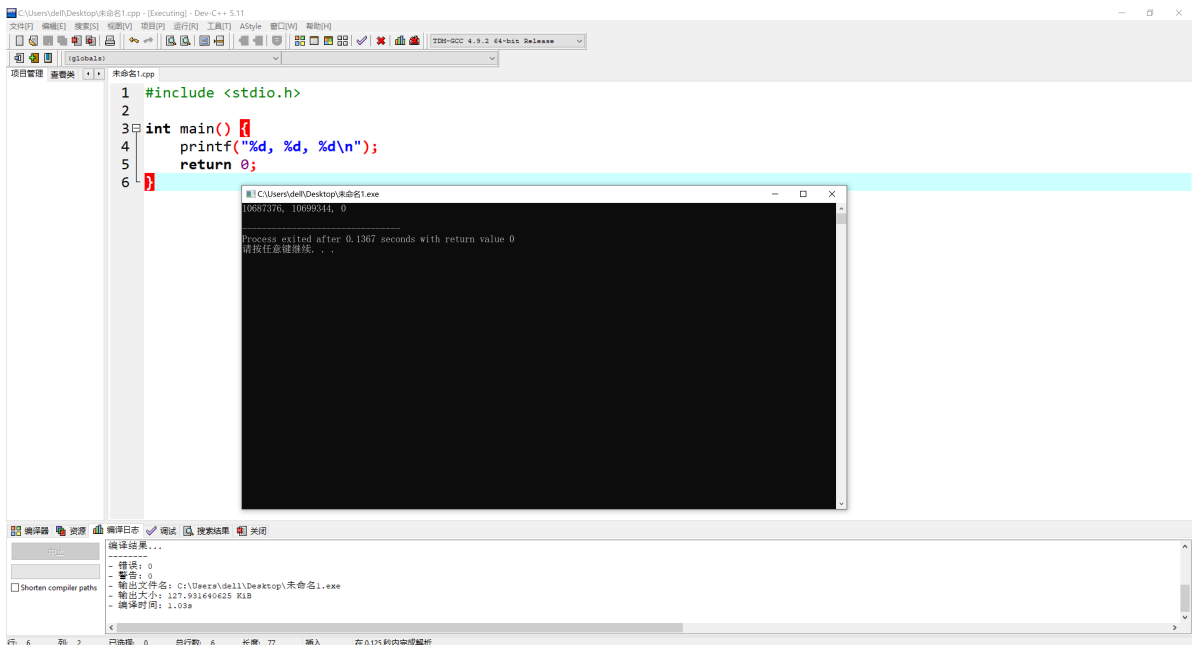 C:\Users\dell\Desktop\未命名1.cpp - [Executing] - Dev-C++ 5.11
文件[F] 编辑[E] 搜索[S] 视图[V] 项目[P] 运行[R] 工具[T] AStyle 窗口[W] 帮助[H]
TDM-GCC 4.9.2 64-bit Release
(globals)
项目管理 查看类 未命名1.cpp
1 #include <stdio.h>
2
3 int main() {
4 printf("%d, %d, %d\n");
5 return 0;
6 }
C:\Users\dell\Desktop\未命名1.exe
10687376, 10699344, 0
--------------------------------
Process exited after 0.1367 seconds with return value 0
请按任意键继续. . .
编译器 资源 编译日志 调试 搜索结果 关闭
中止
Shorten compiler paths
编译结果...
--------
- 错误: 0
- 警告: 0
- 输出文件名: C:\Users\dell\Desktop\未命名1.exe
- 输出大小: 127.931640625 KiB
- 编译时间: 1.03s
行: 6 列: 2 已选择: 0 总行数: 6 长度: 77 插入 在 0.125 秒内完成解析